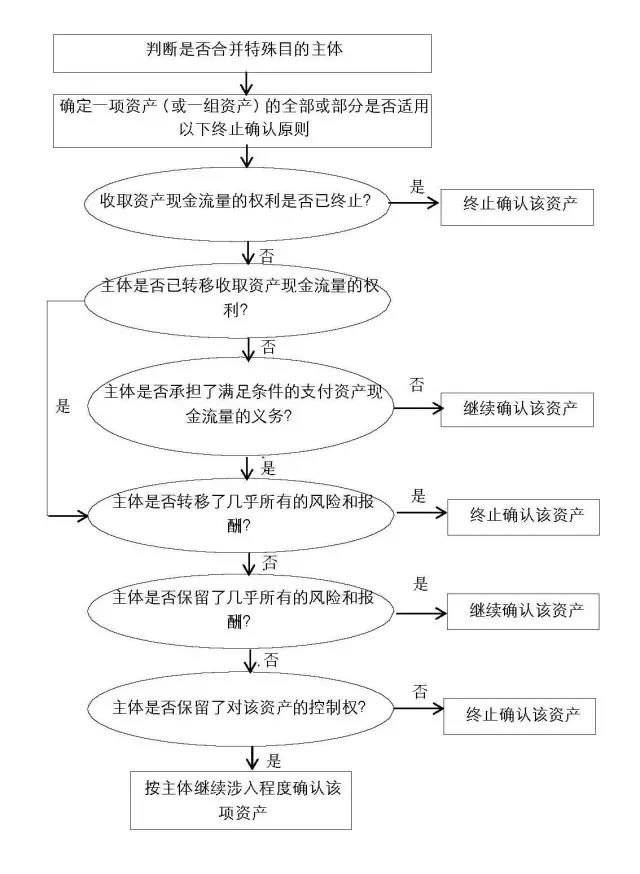 判断是否合并特殊目的主体
确定一项资产（或一组资产）的全部或部分是否适用
以下终止确认原则
收取资产现金流量的权利是否已终止？
是
终止确认该资产
否
主体是否已转移收取资产现金流量的权
利？
否
是
主体是否承担了满足条件的支付资产现
金流量的义务？
否
继续确认该资产
是
主体是否转移了几乎所有的风险和报
酬？
是
终止确认该资产
否
主体是否保留了几乎所有的风险和报
酬？
是
继续确认该资产
否
主体是否保留了对该资产的控制权？
否
终止确认该资产
是
按主体继续涉入程度确认该
项资产